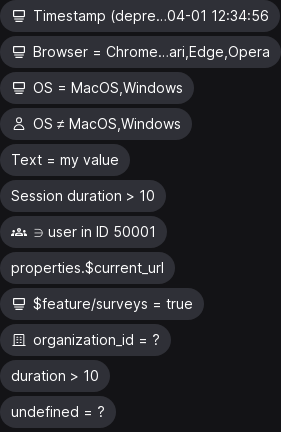 Timestamp (depre...04-01 12:34:56
Browser = Chrome...ari,Edge,Opera
OS = MacOS,Windows
OS ≠ MacOS,Windows
Text = my value
Session duration > 10
∋ user in ID 50001
properties.$current_url
$feature/surveys = true
organization_id = ?
duration > 10
undefined = ?